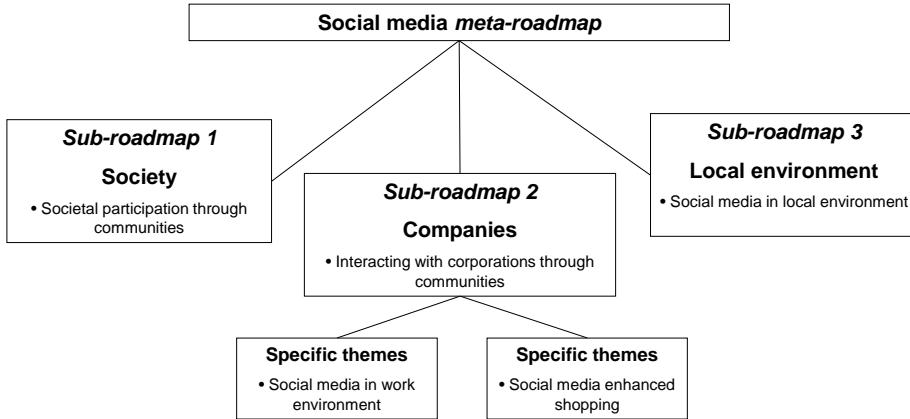 Social media meta-roadmap
Sub-roadmap 1
Society
• Societal participation through
communities
Sub-roadmap 2
Companies
• Interacting with corporations through
communities
Sub-roadmap 3
Local environment
• Social media in local environment
Specific themes
• Social media in work
environment
Specific themes
• Social media enhanced
shopping